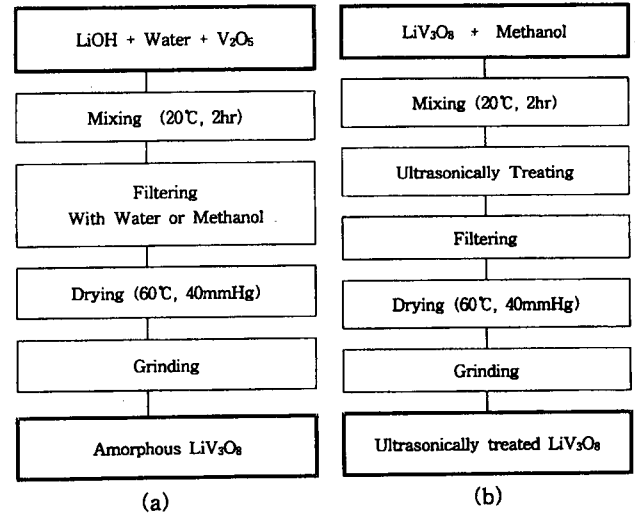 LiOH + Water + V₂O₅
Mixing (20℃, 2hr)
Filtering
With Water or Methanol
Drying (60℃, 40mmHg)
Grinding
Amorphous LiV₃O₈
(a)
LiV₃O₈ + Methanol
Mixing (20℃, 2hr)
Ultrasonically Treating
Filtering
Drying (60℃, 40mmHg)
Grinding
Ultrasonically treated LiV₃O₈
(b)